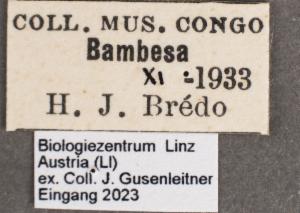 COLL. MUS. CONGO
Bambesa
XI - 1933
H. J. Brédo
Biologiezentrum Linz
Austria (LI)
ex. Coll. J. Gusenleitner
Eingang 2023